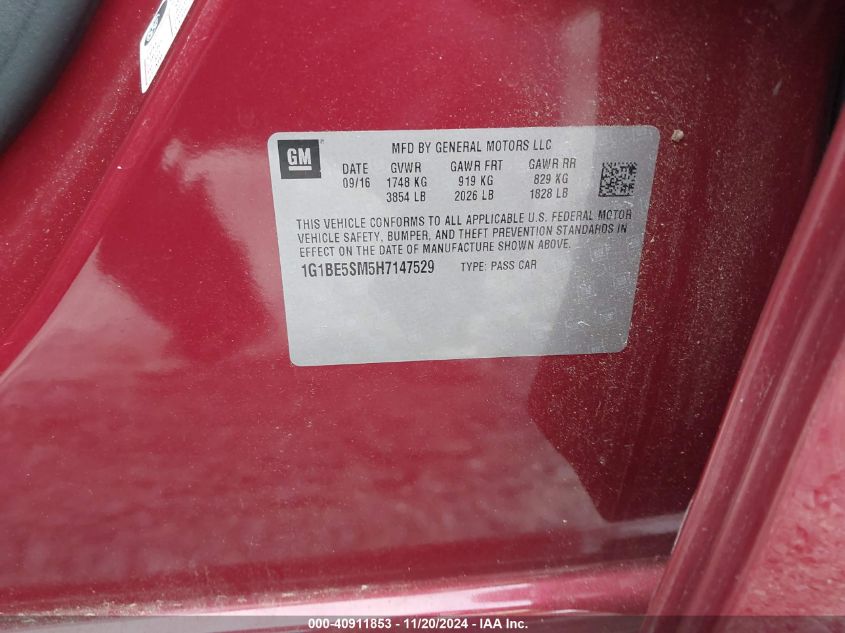 GM
MFD BY GENERAL MOTORS LLC
DATE GVWR GAWR FRT GAWR RR
09/16 1748 KG 919 KG 829 KG
3854 LB 2026 LB 1828 LB
THIS VEHICLE CONFORMS TO ALL APPLICABLE U.S. FEDERAL MOTOR
VEHICLE SAFETY, BUMPER, AND THEFT PREVENTION STANDARDS IN
EFFECT ON THE DATE OF MANUFACTURE SHOWN ABOVE.
1G1BE5SM5H7147529 TYPE: PASS CAR
000-40911853 - 11/20/2024 - IAA Inc.